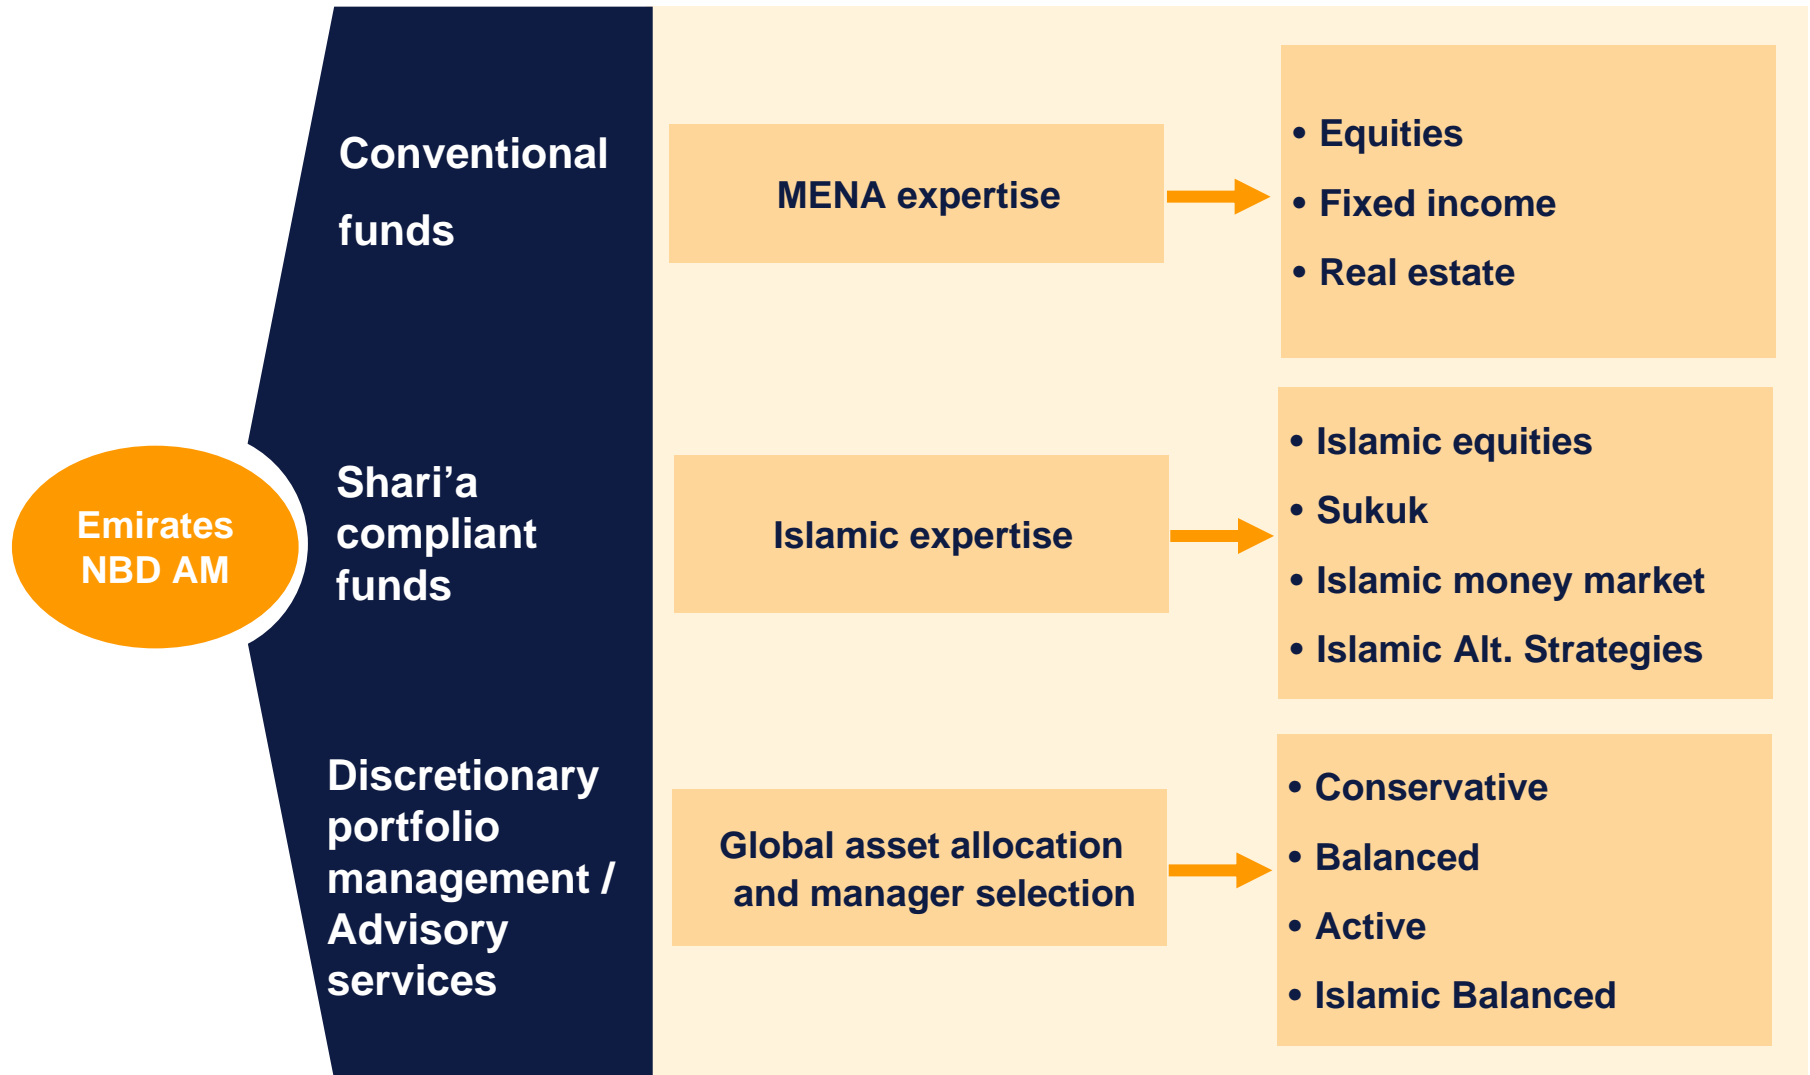 Emirates
NBD AM
Conventional
funds
MENA expertise
• Equities
• Fixed income
• Real estate
Shari’a
compliant
funds
Islamic expertise
• Islamic equities
• Sukuk
• Islamic money market
• Islamic Alt. Strategies
Discretionary
portfolio
management /
Advisory
services
Global asset allocation
and manager selection
• Conservative
• Balanced
• Active
• Islamic Balanced